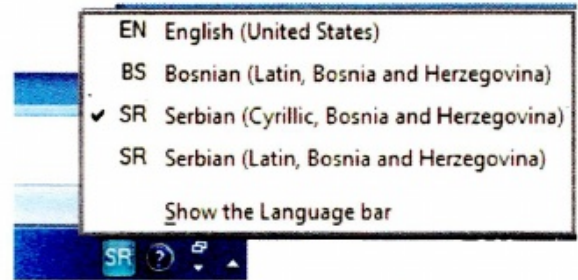 EN English (United States)
BS Bosnian (Latin, Bosnia and Herzegovina)
✔ SR Serbian (Cyrillic, Bosnia and Herzegovina)
SR Serbian (Latin, Bosnia and Herzegovina)
Show the Language bar
SR ?